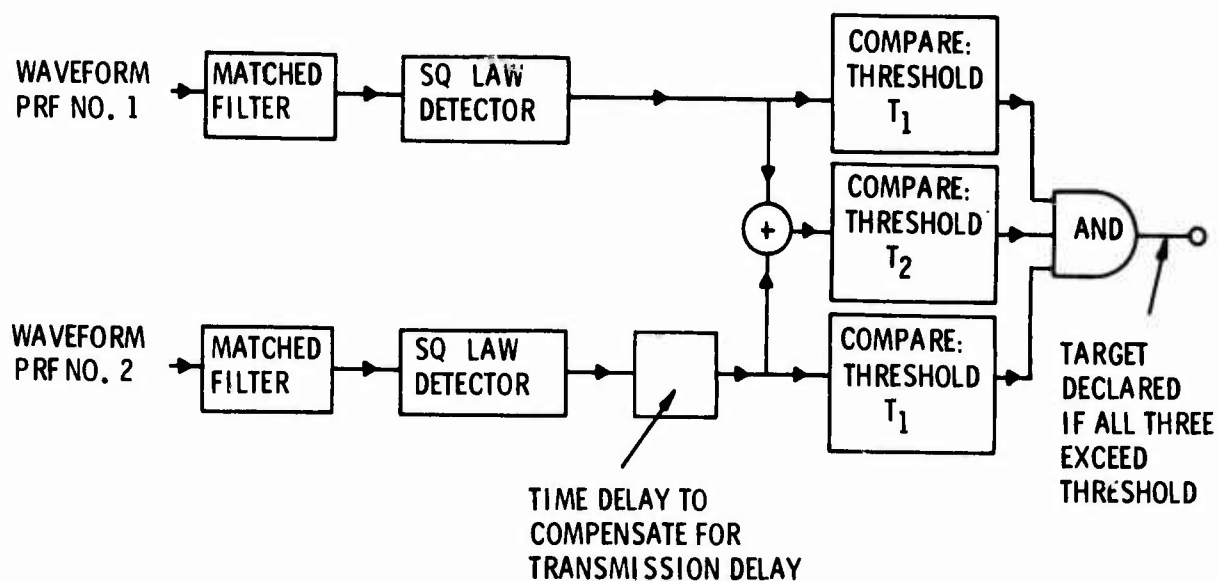 WAVEFORM
PRF NO. 1
MATCHED
FILTER
SQ LAW
DETECTOR
COMPARE:
THRESHOLD
T1
+
COMPARE:
THRESHOLD
T2
AND
WAVEFORM
PRF NO. 2
MATCHED
FILTER
SQ LAW
DETECTOR
COMPARE:
THRESHOLD
T1
TARGET
DECLARED
IF ALL THREE
EXCEED
THRESHOLD
TIME DELAY TO
COMPENSATE FOR
TRANSMISSION DELAY